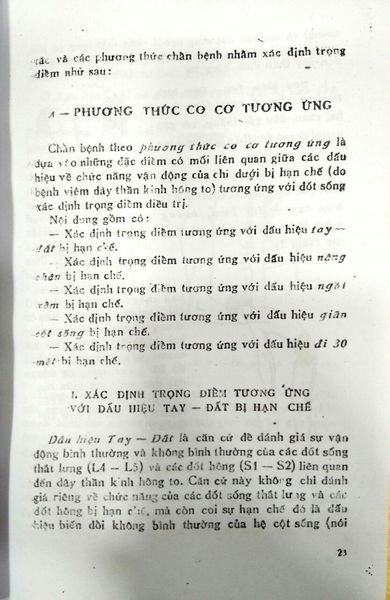 tắc và các phương thức chẩn bệnh nhằm xác định trọng
điểm như sau:
A — PHƯƠNG THỨC CO CƠ TƯƠNG ỨNG
Chẩn bệnh theo phương thức co cơ tương ứng là
dựa vào những đặc điểm có mối liên quan giữa các dấu
hiệu về chức năng vận động của chi dưới bị hạn chế (do
bệnh viêm dây thần kinh hông to) tương ứng với đốt sống
xác định trọng điểm điều trị.
Nội dung gồm có:
— Xác định trọng điểm tương ứng với dấu hiệu tay —
đất bị hạn chế.
— Xác định trọng điểm tương ứng với dấu hiệu nâng
chân bị hạn chế.
— Xác định trọng điểm tương ứng với dấu hiệu ngồi
xổm bị hạn chế.
— Xác định trọng điểm tương ứng với dấu hiệu giãn
cột sống bị hạn chế.
— Xác định trọng điểm tương ứng với dấu hiệu đi 30
mét bị hạn chế.
I. XÁC ĐỊNH TRỌNG ĐIỂM TƯƠNG ỨNG
VỚI DẤU HIỆU TAY — ĐẤT BỊ HẠN CHẾ
Dấu hiệu Tay — Đất là căn cứ để đánh giá sự vận
động bình thường và không bình thường của các đốt sống
thắt lưng (L4 — L5) và các đốt hông (S1 — S2) liên quan
đến dây thần kinh hông to. Căn cứ này không chỉ đánh
giá riêng về chức năng của các đốt sống thắt lưng và các
đốt hông bị hạn chế, mà còn coi sự hạn chế đó là dấu
hiệu biến đổi không bình thường của hệ cột sống (nói
23